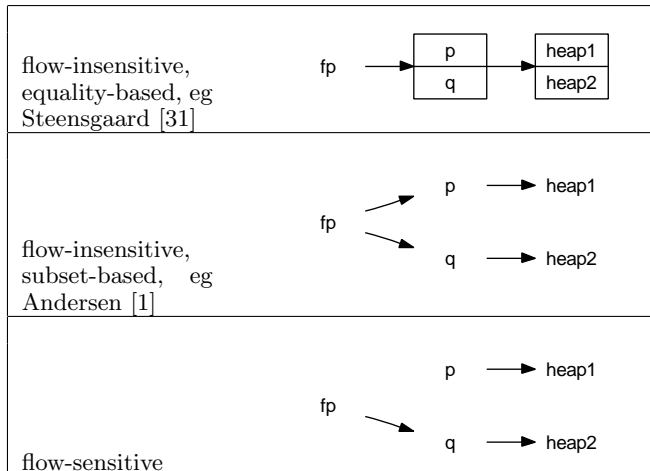 p heap1
flow-insensitive, fp
equality-based, eg q heap2
Steensgaard [31]
p heap1
fp
flow-insensitive,
subset-based, eg q heap2
Andersen [1]
p heap1
fp
q heap2
flow-sensitive